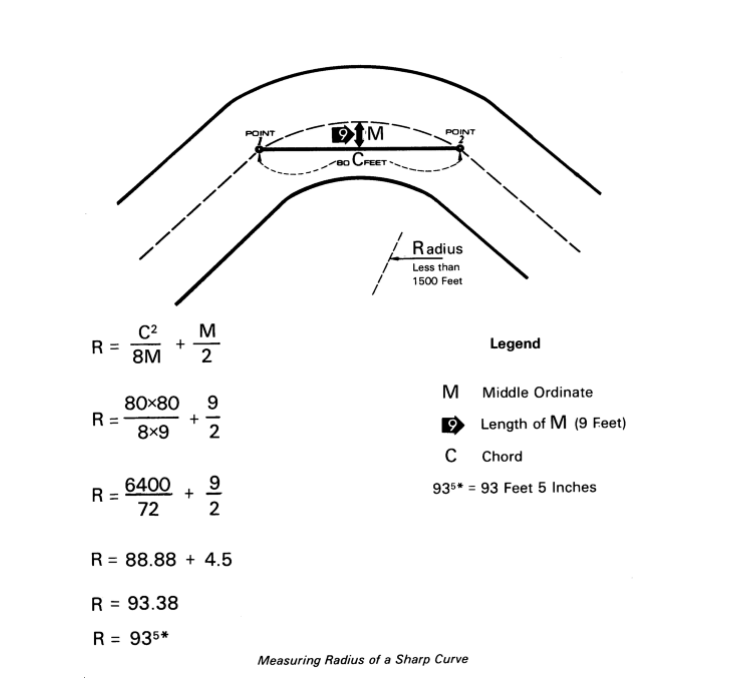 POINT
1
9 M
POINT
2
80 C FEET
Radius
Less than
1500 Feet
R = C²/8M + M/2
R = 80×80/8×9 + 9/2
R = 6400/72 + 9/2
R = 88.88 + 4.5
R = 93.38
R = 93⁵*
Legend
M Middle Ordinate
9 Length of M (9 Feet)
C Chord
93⁵* = 93 Feet 5 Inches
Measuring Radius of a Sharp Curve